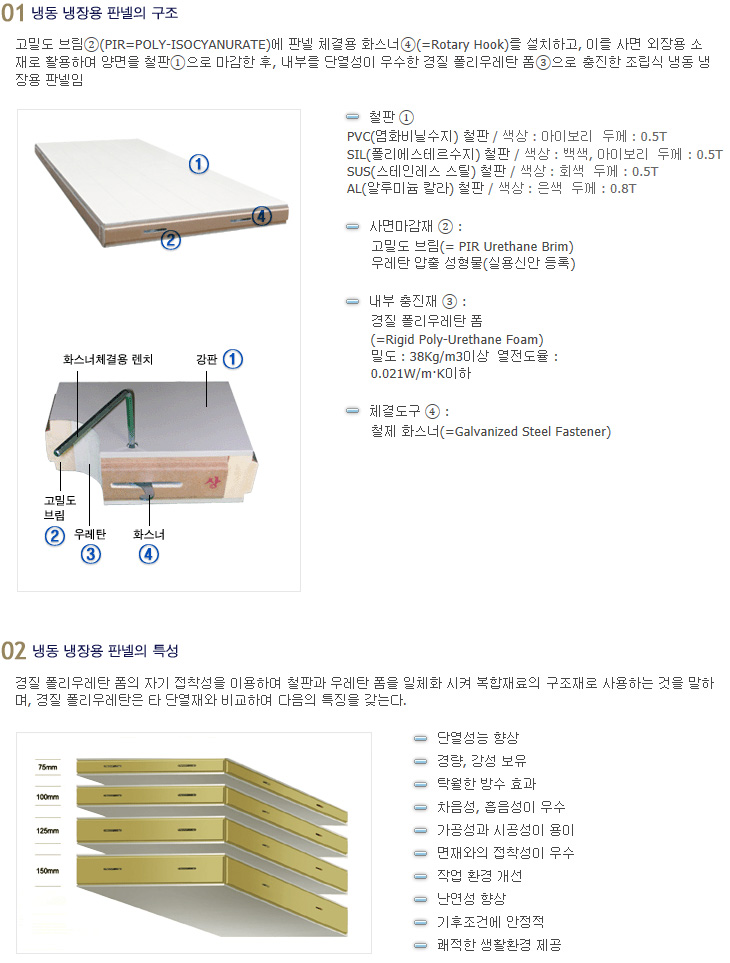 01 냉동 냉장용 판넬의 구조
고밀도 브림②(PIR=POLY-ISOCYANURATE)에 판넬 체결용 화스너④(=Rotary Hook)를 설치하고, 이를 사면 외장용 소
재로 활용하여 양면을 철판①으로 마감한 후, 내부를 단열성이 우수한 경질 폴리우레탄 폼③으로 충진한 조립식 냉동 냉
장용 판넬임
①
④
②
화스너체결용 렌치
강판 ①
상
고밀도
브림
②
우레탄
③
화스너
④
철판 ①
PVC(염화비닐수지) 철판 / 색상 : 아이보리 두께 : 0.5T
SIL(폴리에스테르수지) 철판 / 색상 : 백색, 아이보리 두께 : 0.5T
SUS(스테인레스 스틸) 철판 / 색상 : 회색 두께 : 0.5T
AL(알루미늄 칼라) 철판 / 색상 : 은색 두께 : 0.8T
사면마감재 ② :
고밀도 브림(= PIR Urethane Brim)
우레탄 압출 성형물(실용신안 등록)
내부 충진재 ③ :
경질 폴리우레탄 폼
(=Rigid Poly-Urethane Foam)
밀도 : 38Kg/m3이상 열전도율 :
0.021W/m·K이하
체결도구 ④ :
철제 화스너(=Galvanized Steel Fastener)
02 냉동 냉장용 판넬의 특성
경질 폴리우레탄 폼의 자기 접착성을 이용하여 철판과 우레탄 폼을 일체화 시켜 복합재료의 구조재로 사용하는 것을 말하
며, 경질 폴리우레탄은 타 단열재와 비교하여 다음의 특징을 갖는다.
75mm
100mm
125mm
150mm
단열성능 향상
경량, 강성 보유
탁월한 방수 효과
차음성, 흡음성이 우수
가공성과 시공성이 용이
면재와의 접착성이 우수
작업 환경 개선
난연성 향상
기후조건에 안정적
쾌적한 생활환경 제공